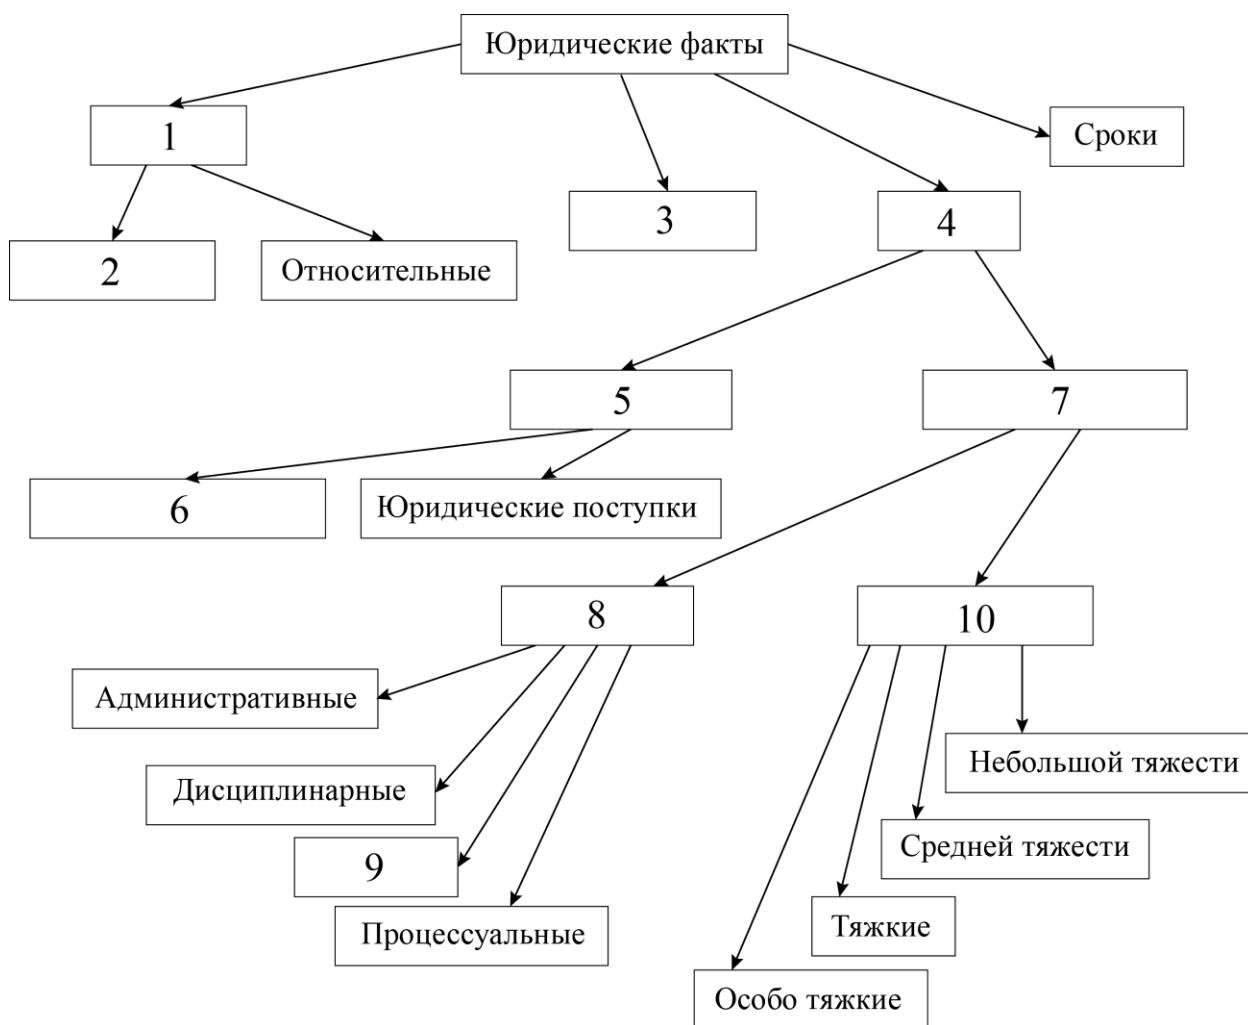 Юридические факты
1
Сроки
3
4
2
Относительные
5
7
6
Юридические поступки
8
10
Административные
Небольшой тяжести
Дисциплинарные
Средней тяжести
9
Тяжкие
Процессуальные
Особо тяжкие